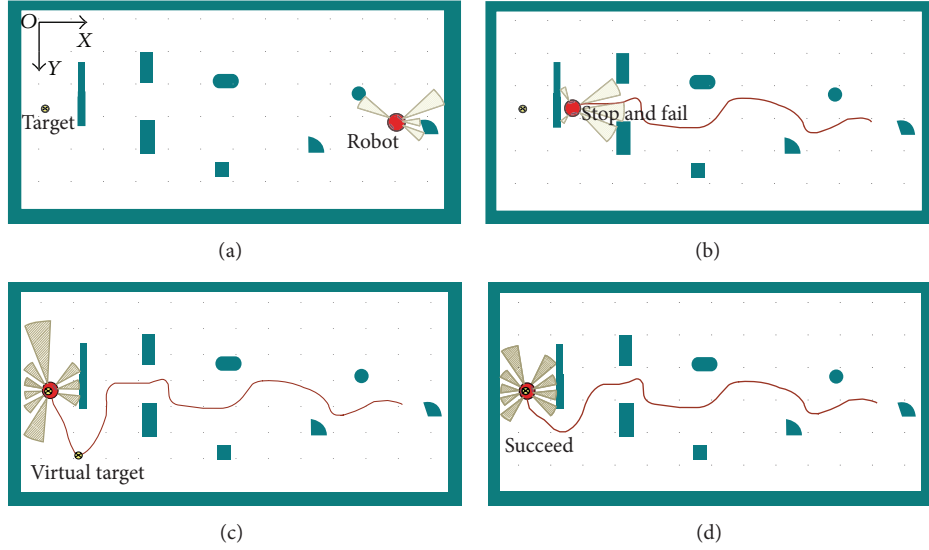 O
X
Y
Target
Robot
(a)
Stop and fail
(b)
Virtual target
(c)
Succeed
(d)